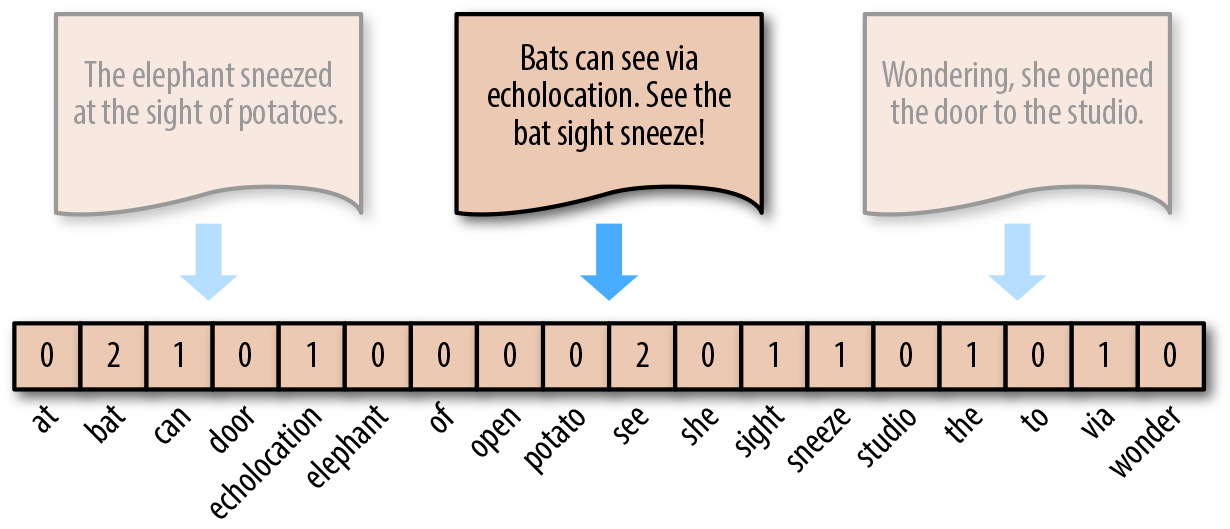 The elephant sneezed
at the sight of potatoes.
Bats can see via
echolocation. See the
bat sight sneeze!
Wondering, she opened
the door to the studio.
0 2 1 0 1 0 0 0 0 2 0 1 1 0 1 0 1 0
at bat can door echolocation elephant of open potato see she sight sneeze studio the to via wonder